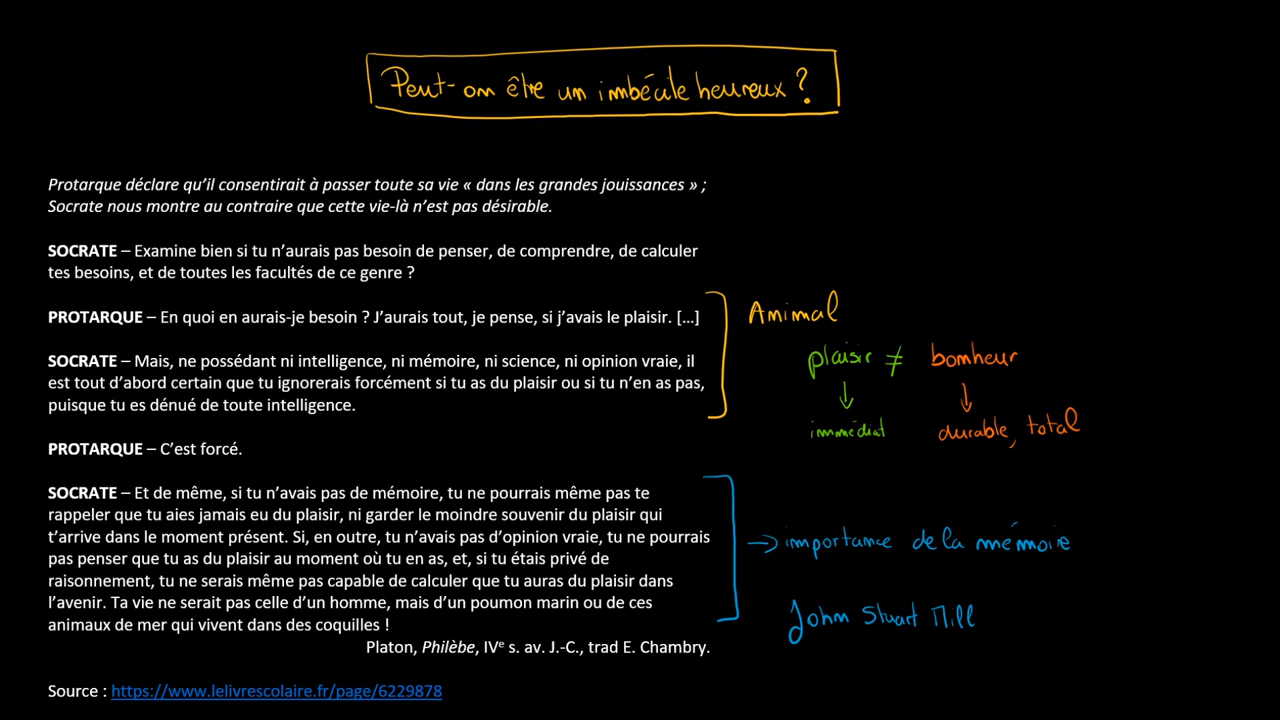 Peut-on être un imbécile heureux ?
Protarque déclare qu’il consentirait à passer toute sa vie « dans les grandes jouissances » ;
Socrate nous montre au contraire que cette vie-là n’est pas désirable.
SOCRATE – Examine bien si tu n’aurais pas besoin de penser, de comprendre, de calculer
tes besoins, et de toutes les facultés de ce genre ?
PROTARQUE – En quoi en aurais-je besoin ? J’aurais tout, je pense, si j’avais le plaisir. […]
SOCRATE – Mais, ne possédant ni intelligence, ni mémoire, ni science, ni opinion vraie, il
est tout d’abord certain que tu ignorerais forcément si tu as du plaisir ou si tu n’en as pas,
puisque tu es dénué de toute intelligence.
PROTARQUE – C’est forcé.
SOCRATE – Et de même, si tu n’avais pas de mémoire, tu ne pourrais même pas te
rappeler que tu aies jamais eu du plaisir, ni garder le moindre souvenir du plaisir qui
t’arrive dans le moment présent. Si, en outre, tu n’avais pas d’opinion vraie, tu ne pourrais
pas penser que tu as du plaisir au moment où tu en as, et, si tu étais privé de
raisonnement, tu ne serais même pas capable de calculer que tu auras du plaisir dans
l’avenir. Ta vie ne serait pas celle d’un homme, mais d’un poumon marin ou de ces
animaux de mer qui vivent dans des coquilles !
Platon, Philèbe, IVe s. av. J.-C., trad E. Chambry.
Source : https://www.lelivrescolaire.fr/page/6229878
Animal
plaisir ≠ bonheur
↓ ↓
immédiat durable, total
→ importance de la mémoire
John Stuart Mill